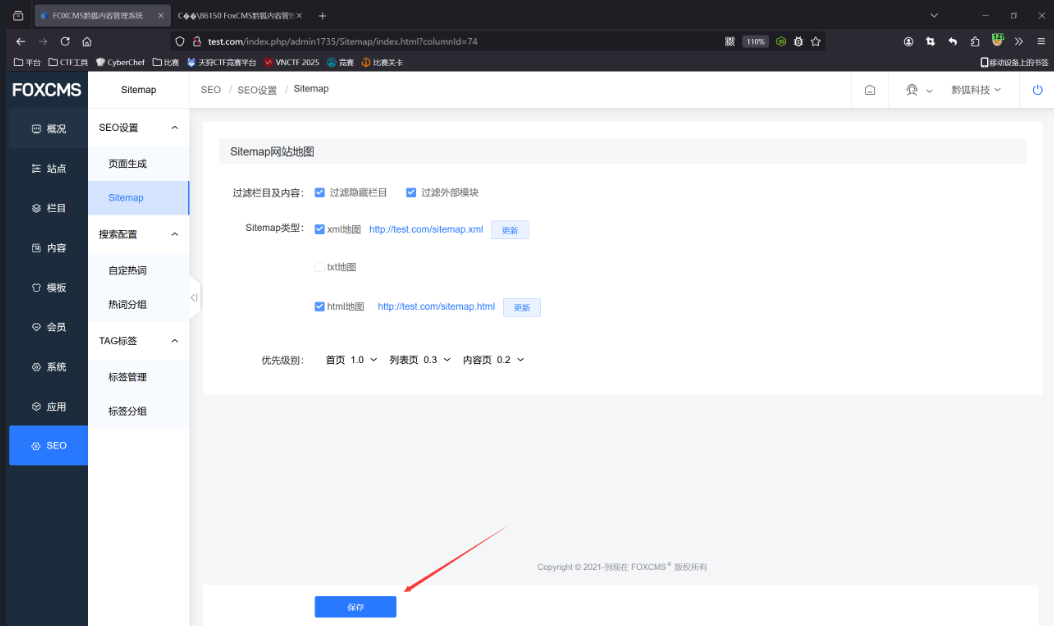 FOXCMS黔狐内容管理系统
C��\86150 FoxCMS黔狐内容管
test.com/index.php/admin1735/Sitemap/index.html?columnId=74
110%
平台 CTF工具 CyberChef 比赛 天狩CTF竞赛平台 VNCTF 2025 竞赛 比赛关卡 移动设备上的书签
FOXCMS Sitemap SEO / SEO设置 / Sitemap 黔狐科技
概况
站点
栏目
内容
模板
会员
系统
应用
SEO
SEO设置
页面生成
Sitemap
搜索配置
自定热词
热词分组
TAG标签
标签管理
标签分组
Sitemap网站地图
过滤栏目及内容: 过滤隐藏栏目 过滤外部模块
Sitemap类型: xml地图 http://test.com/sitemap.xml 更新
txt地图
html地图 http://test.com/sitemap.html 更新
优先级别: 首页 1.0 列表页 0.3 内容页 0.2
Copyright © 2021-到现在 FOXCMS® 版权所有
保存